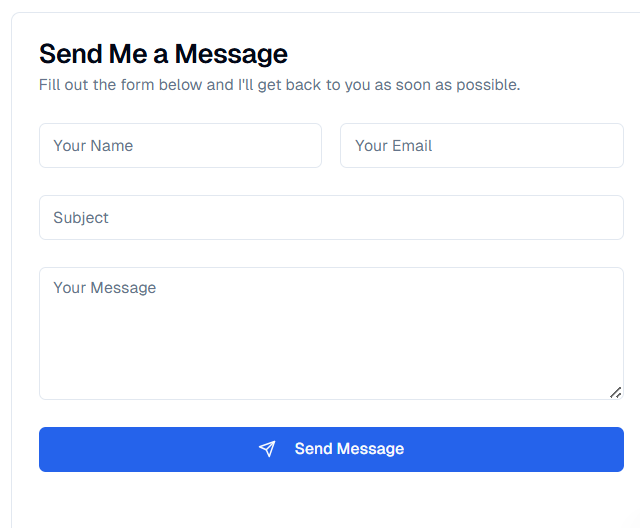 Send Me a Message
Fill out the form below and I'll get back to you as soon as possible.
Your Name
Your Email
Subject
Your Message
Send Message